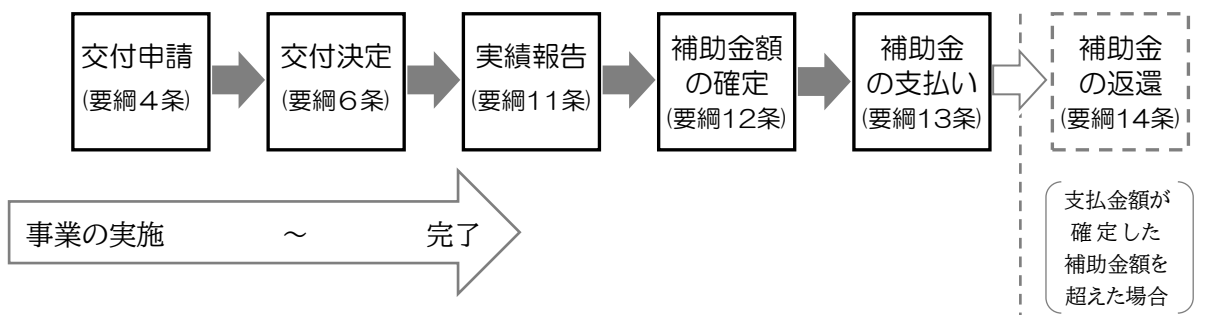 交付申請
(要綱４条)
交付決定
(要綱６条)
実績報告
(要綱11条)
補助金額
の確定
(要綱12条)
補助金
の支払い
(要綱13条)
補助金
の返還
(要綱14条)
事業の実施　～　完了
支払金額が
確定した
補助金額を
超えた場合